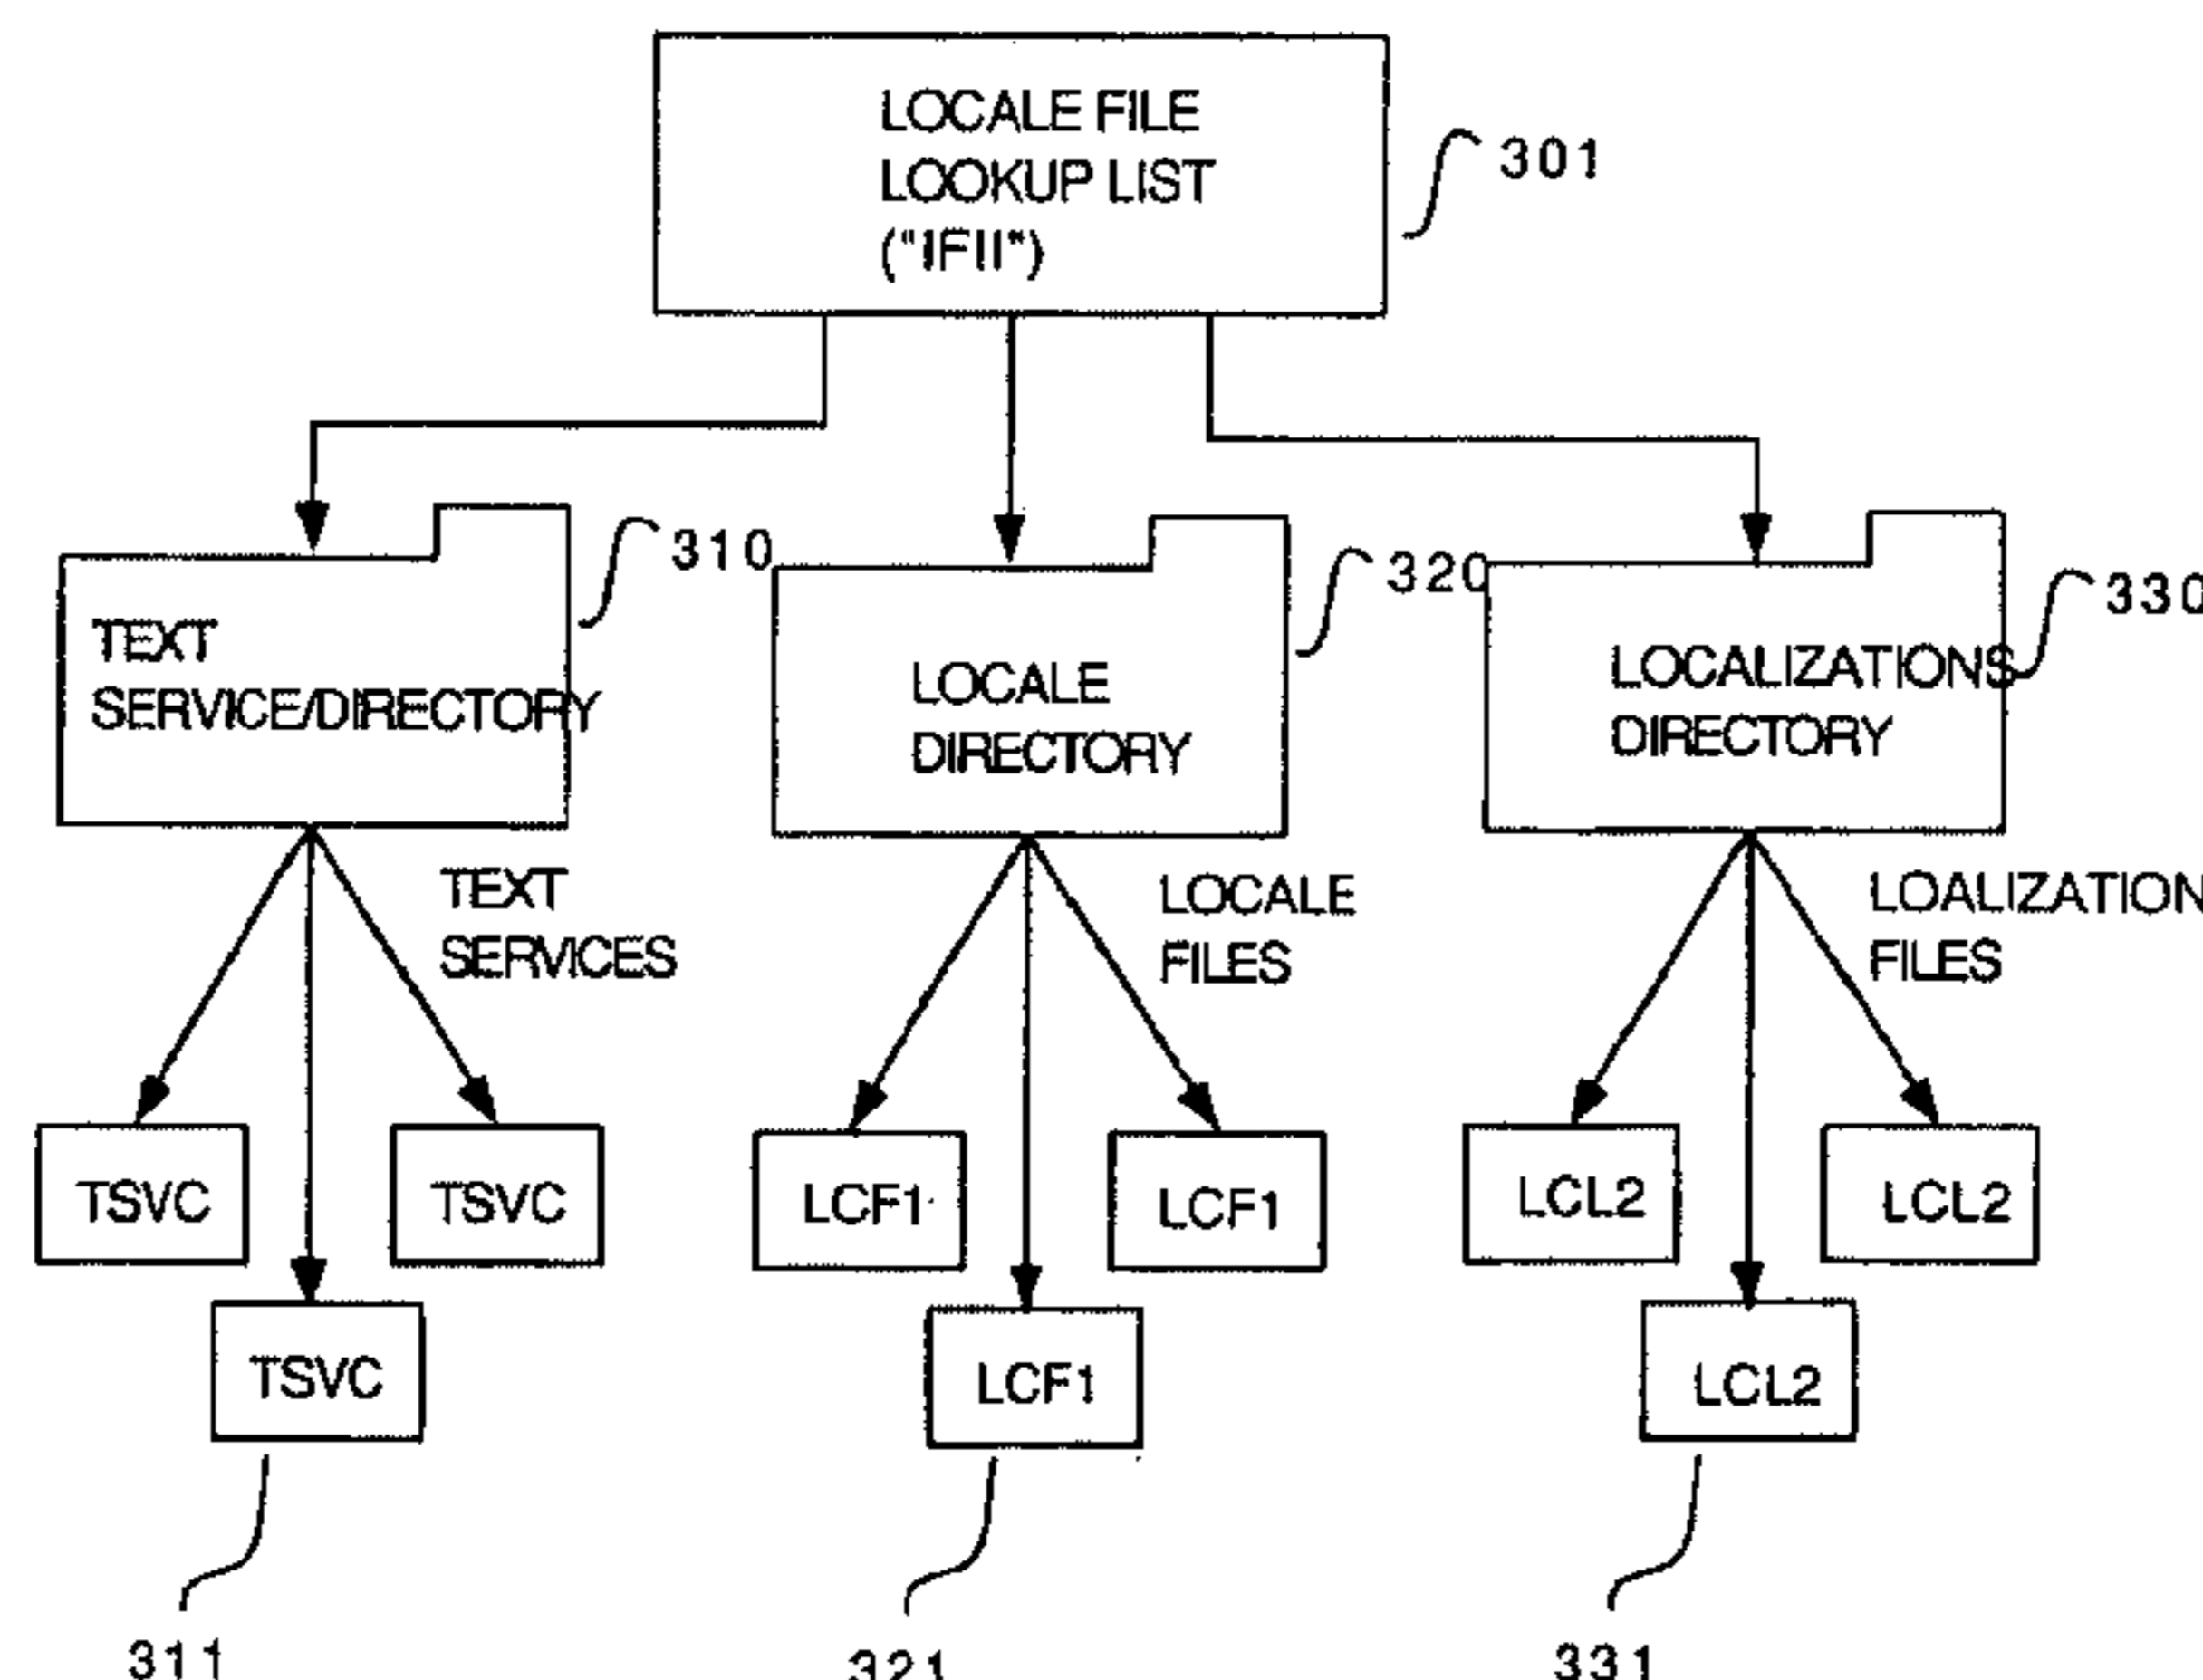 LOCALE FILE
LOOKUP LIST
("IFII")
301
310
320
330
TEXT
SERVICE/DIRECTORY
LOCALE
DIRECTORY
LOCALIZATIONS
DIRECTORY
TEXT
SERVICES
LOCALE
FILES
LOALIZATION
FILES
TSVC
TSVC
LCF1
LCF1
LCL2
LCL2
TSVC
LCF1
LCL2
311
321
331